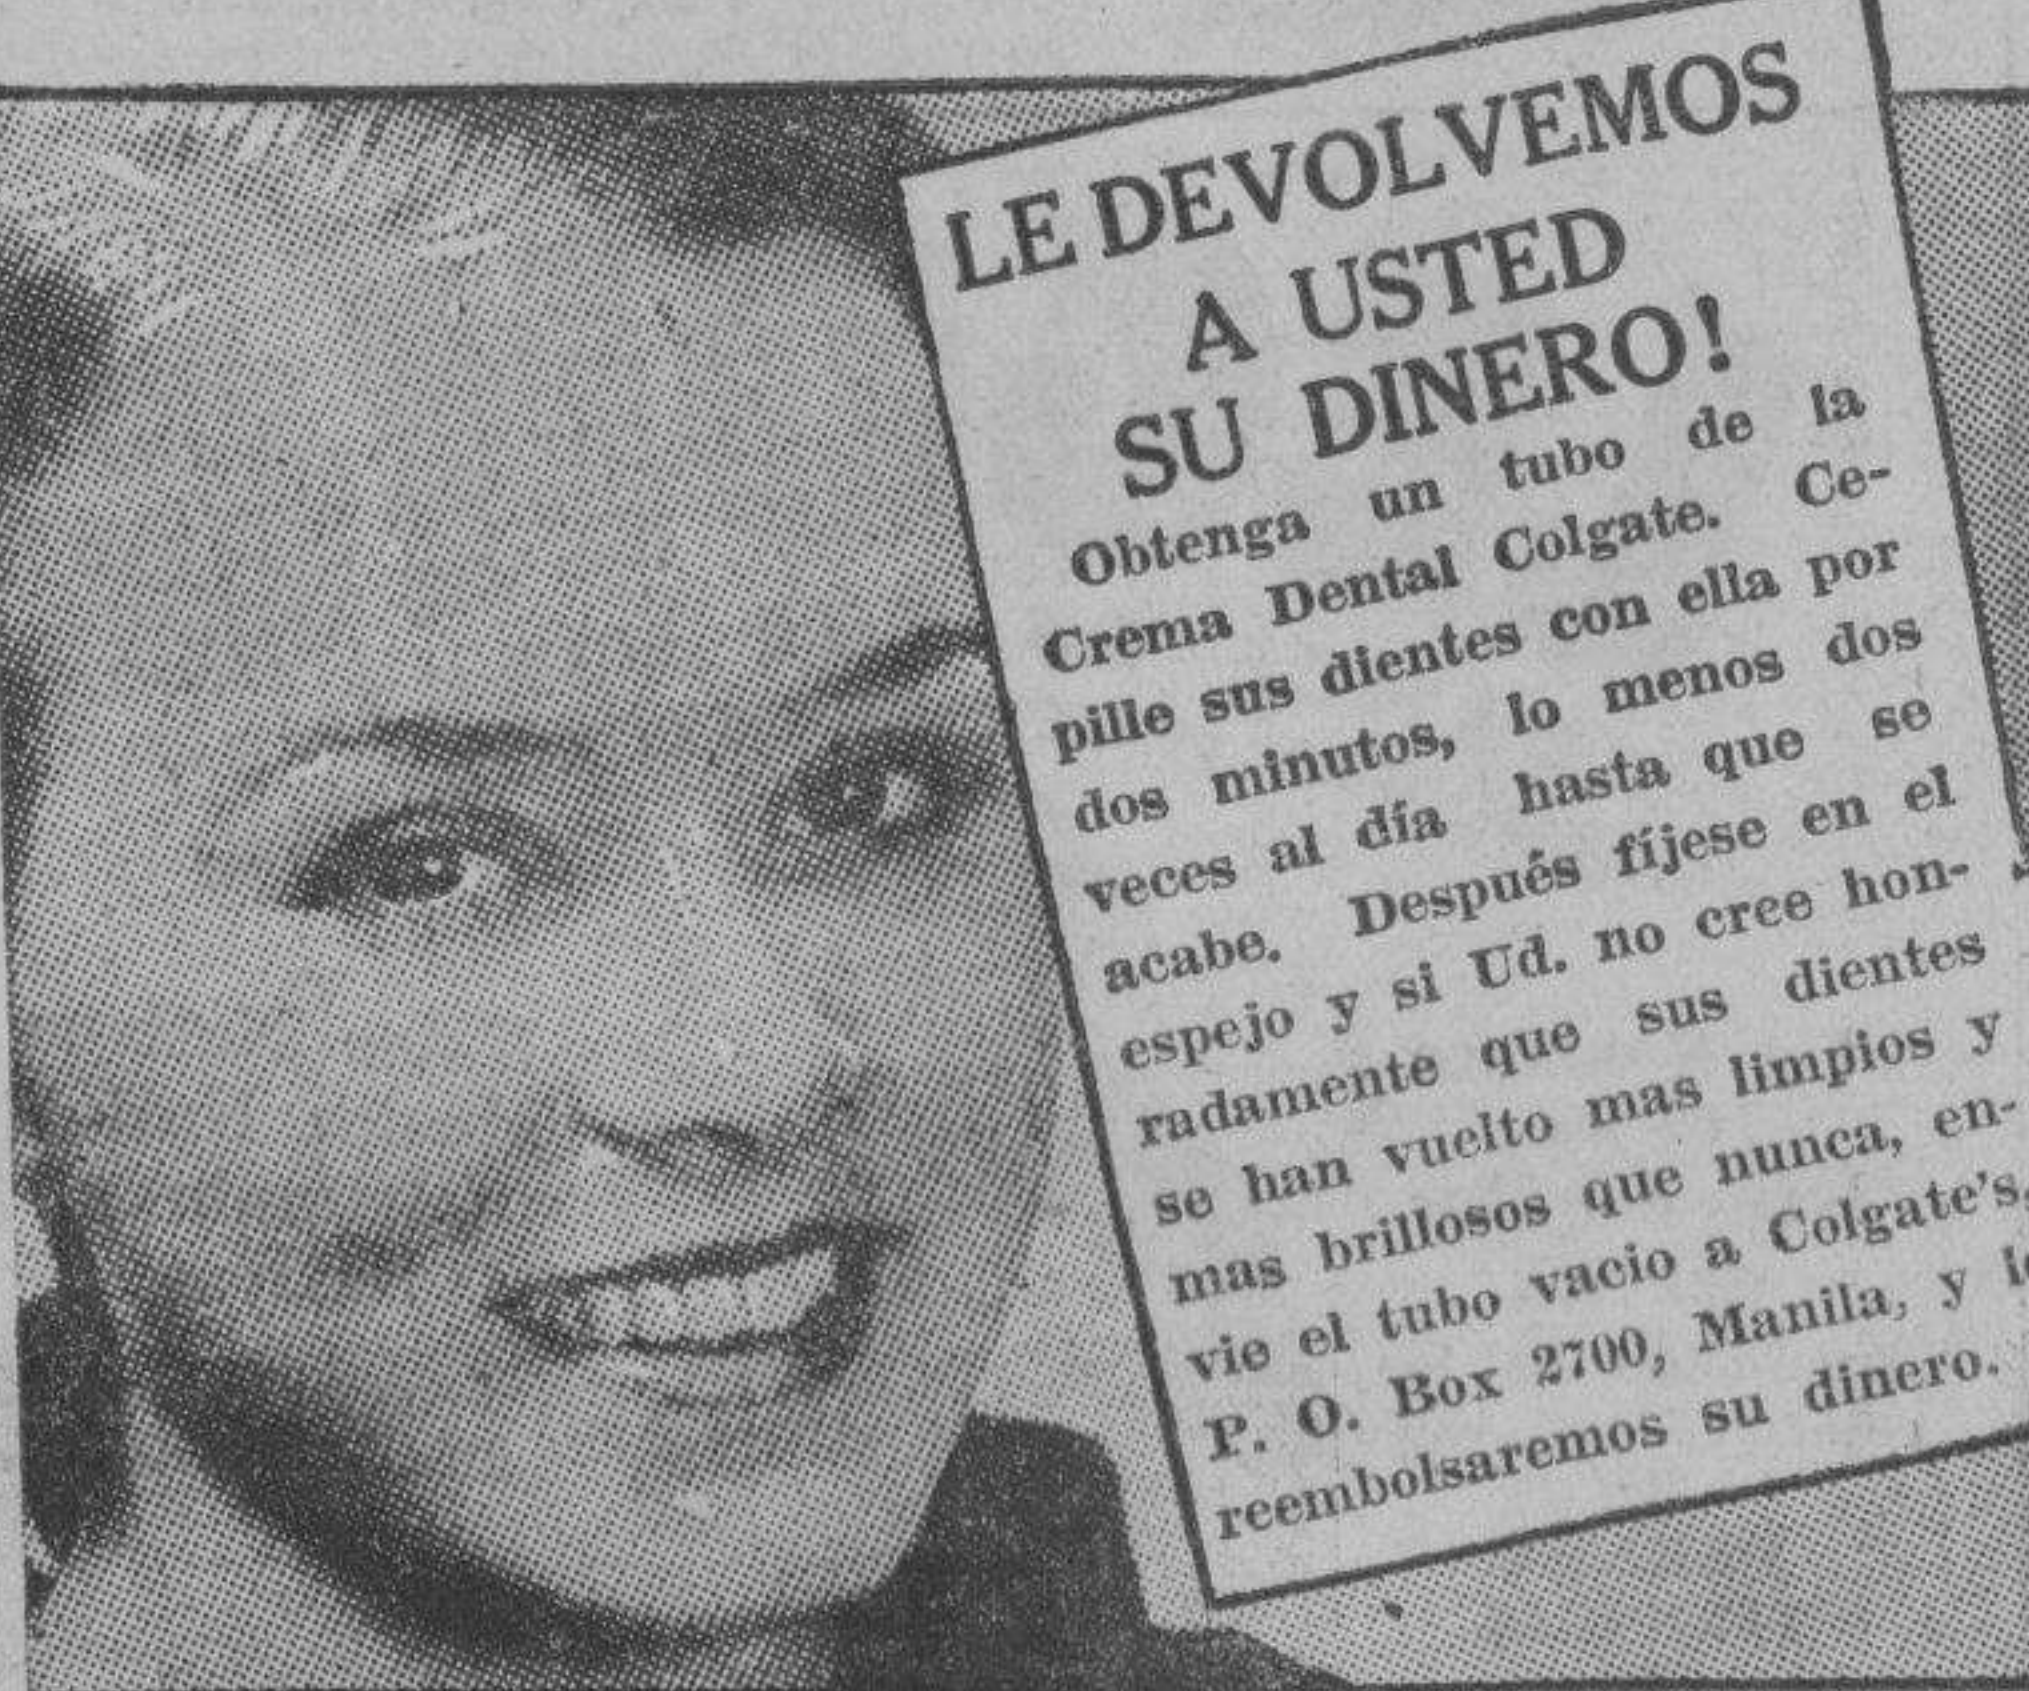 LE DEVOLVEMOS
A USTED
SU DINERO!
Obtenga un tubo de la
Crema Dental Colgate. Ce-
pille sus dientes con ella por
dos minutos, lo menos dos
veces al día hasta que se
acabe. Después fíjese en el
espejo y si Ud. no cree hon-
radamente que sus dientes
se han vuelto mas limpios y
mas brillosos que nunca, en-
vie el tubo vacio a Colgate's,
P. O. Box 2700, Manila, y
reembolsaremos su dinero.